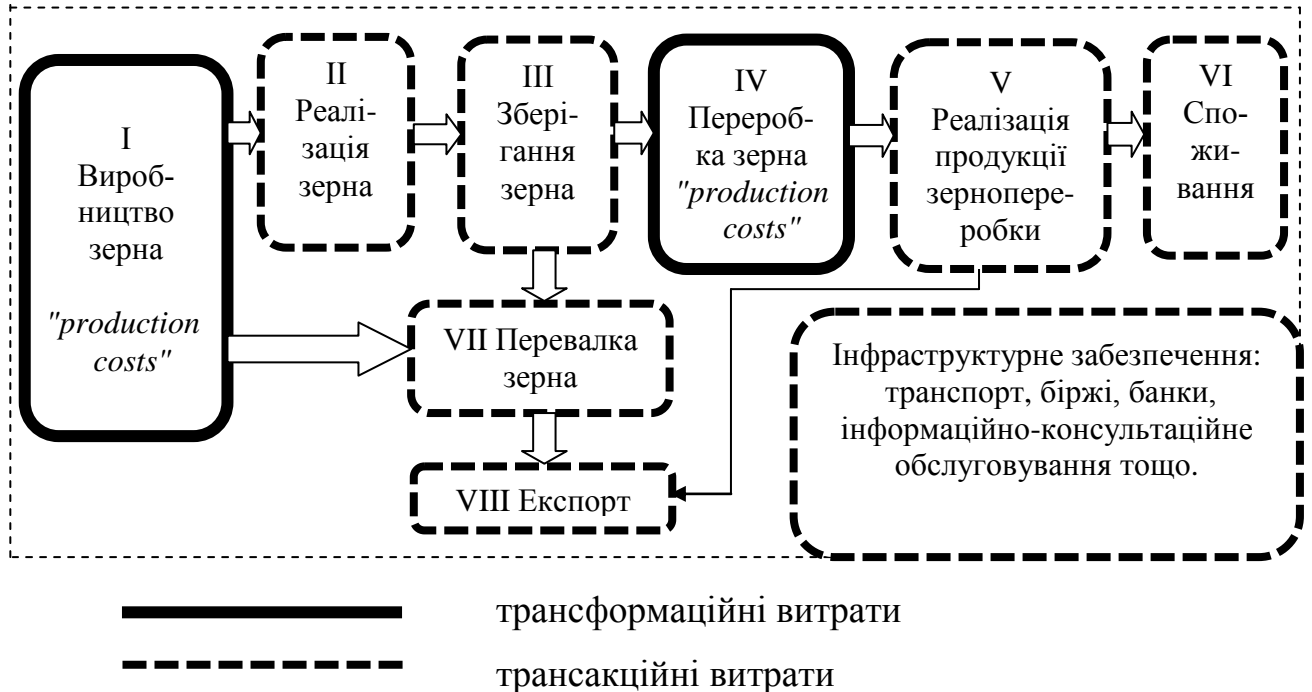 I
Вироб-
ництво
зерна
"production
costs"
II
Реалі-
зація
зерна
III
Збері-
гання
зерна
IV
Перероб-
ка зерна
"production
costs"
V
Реалізація
продукції
зернопере-
робки
VI
Спо-
жи-
вання
VII Перевалка
зерна
VIII Експорт
Інфраструктурне забезпечення:
транспорт, біржі, банки,
інформаційно-консультаційне
обслуговування тощо.
трансформаційні витрати
трансакційні витрати